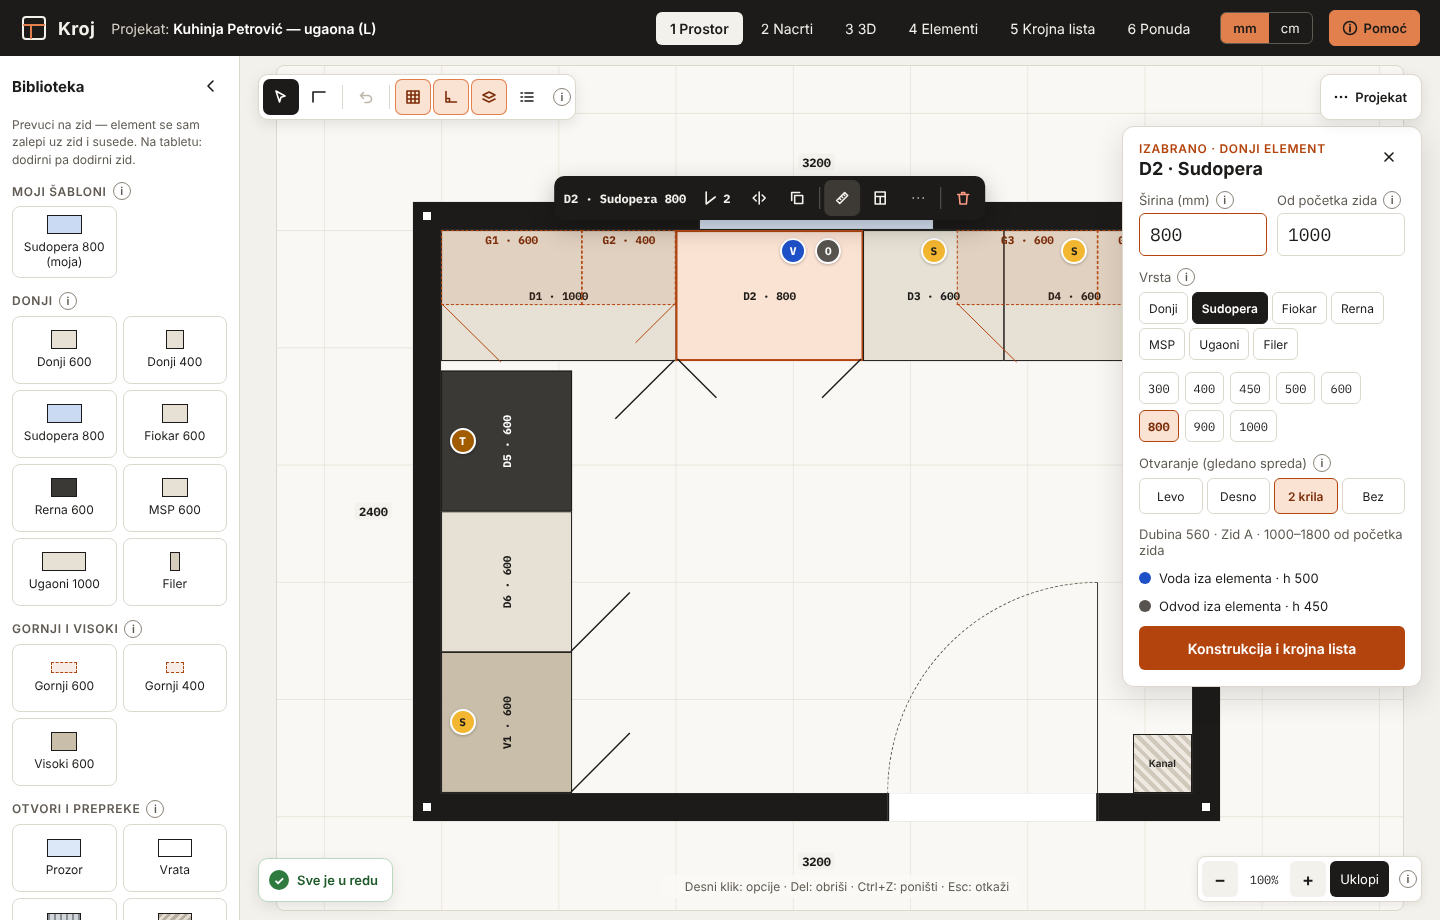 Kroj
Projekat: Kuhinja Petrović — ugaona (L)
1 Prostor
2 Nacrti
3 3D
4 Elementi
5 Krojna lista
6 Ponuda
mm
cm
Pomoć
Biblioteka
Prevuci na zid — element se sam
zalepi uz zid i susede. Na tabletu:
dodirni pa dodirni zid.
MOJI ŠABLONI
Sudopera 800
(moja)
DONJI
Donji 600
Donji 400
Sudopera 800
Fiokar 600
Rerna 600
MSP 600
Ugaoni 1000
Filer
GORNJI I VISOKI
Gornji 600
Gornji 400
Visoki 600
OTVORI I PREPREKE
Prozor
Vrata
Projekat
3200
D2 · Sudopera 800
2
G1 · 600
G2 · 400
G3 · 600
V
O
S
S
D1 · 1000
D2 · 800
D3 · 600
D4 · 600
T
D5 · 600
2400
D6 · 600
S
V1 · 600
Kanal
3200
IZABRANO · DONJI ELEMENT
D2 · Sudopera
Širina (mm)
Od početka zida
800
1000
Vrsta
Donji
Sudopera
Fiokar
Rerna
MSP
Ugaoni
Filer
300
400
450
500
600
800
900
1000
Otvaranje (gledano spreda)
Levo
Desno
2 krila
Bez
Dubina 560 · Zid A · 1000–1800 od početka
zida
Voda iza elementa · h 500
Odvod iza elementa · h 450
Konstrukcija i krojna lista
Sve je u redu
Desni klik: opcije · Del: obriši · Ctrl+Z: poništi · Esc: otkaži
−
100%
+
Uklopi